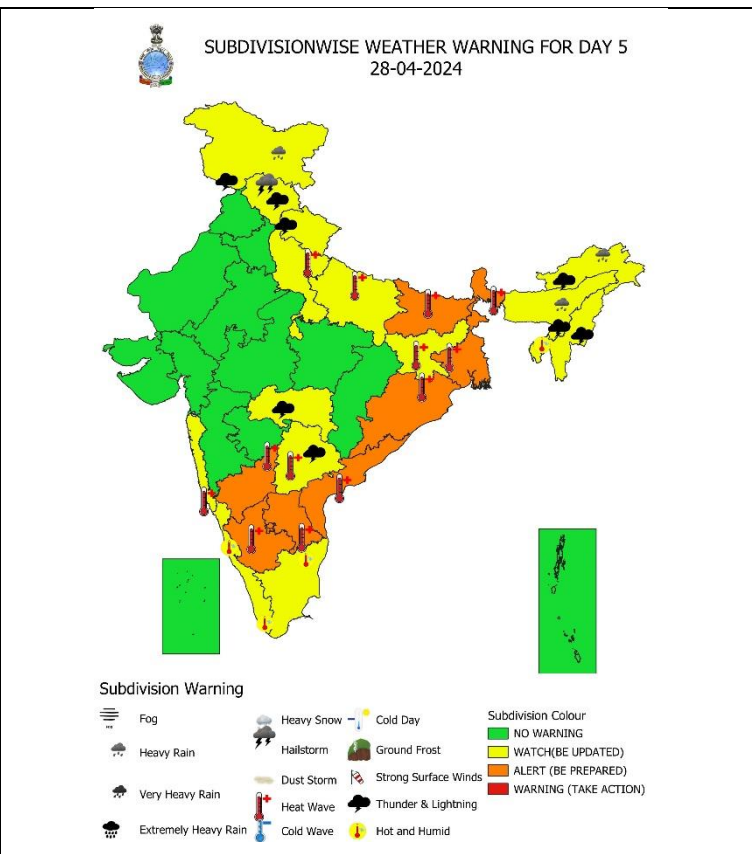 SUBDIVISIONWISE WEATHER WARNING FOR DAY 5
28-04-2024
Subdivision Warning
Fog
Heavy Rain
Very Heavy Rain
Extremely Heavy Rain
Heavy Snow
Hailstorm
Dust Storm
Heat Wave
Cold Wave
Cold Day
Ground Frost
Strong Surface Winds
Thunder & Lightning
Hot and Humid
Subdivision Colour
NO WARNING
WATCH(BE UPDATED)
ALERT (BE PREPARED)
WARNING (TAKE ACTION)